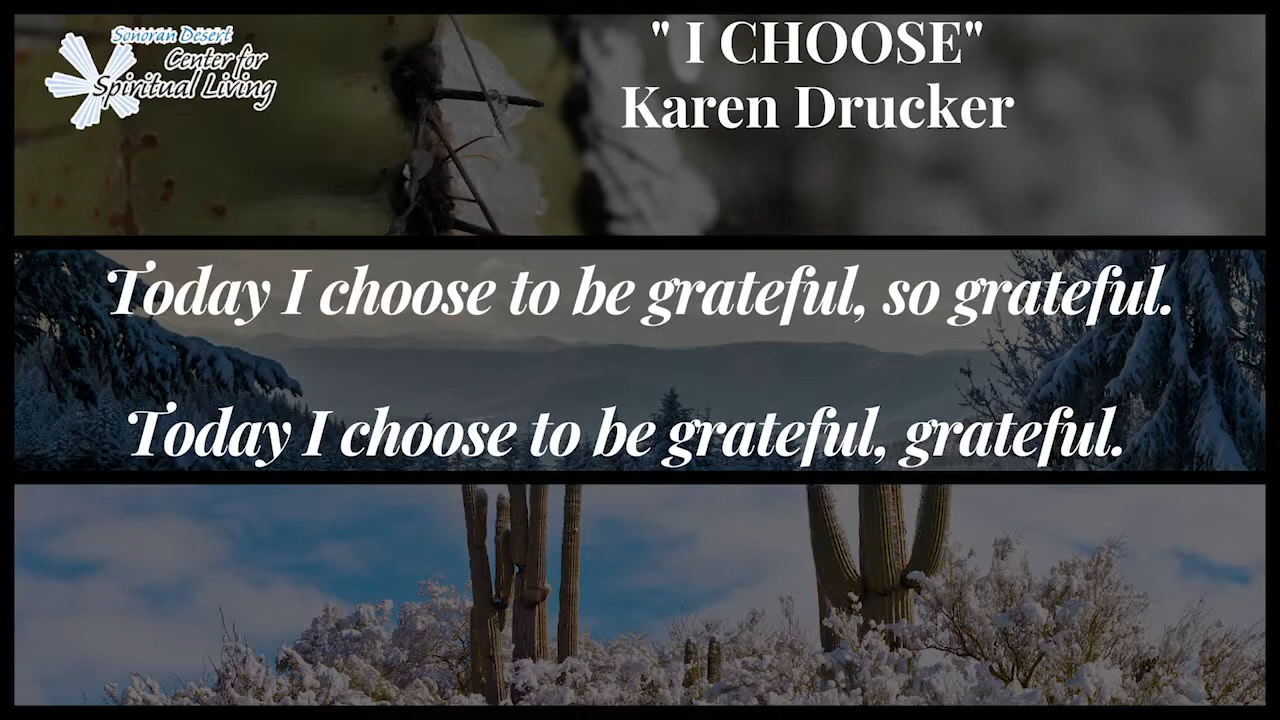 Sonoran Desert
Center for
Spiritual Living
" I CHOOSE"
Karen Drucker
Today I choose to be grateful, so grateful.
Today I choose to be grateful, grateful.